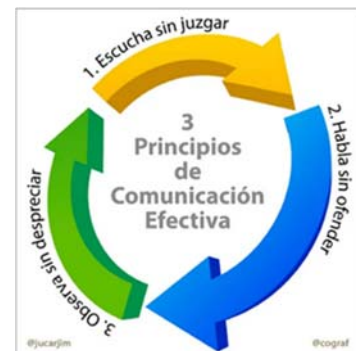 1. Escucha sin juzgar
2. Habla sin ofender
3. Observa sin despreciar
3
Principios
de
Comunicación
Efectiva
@jucarjim
@cograf